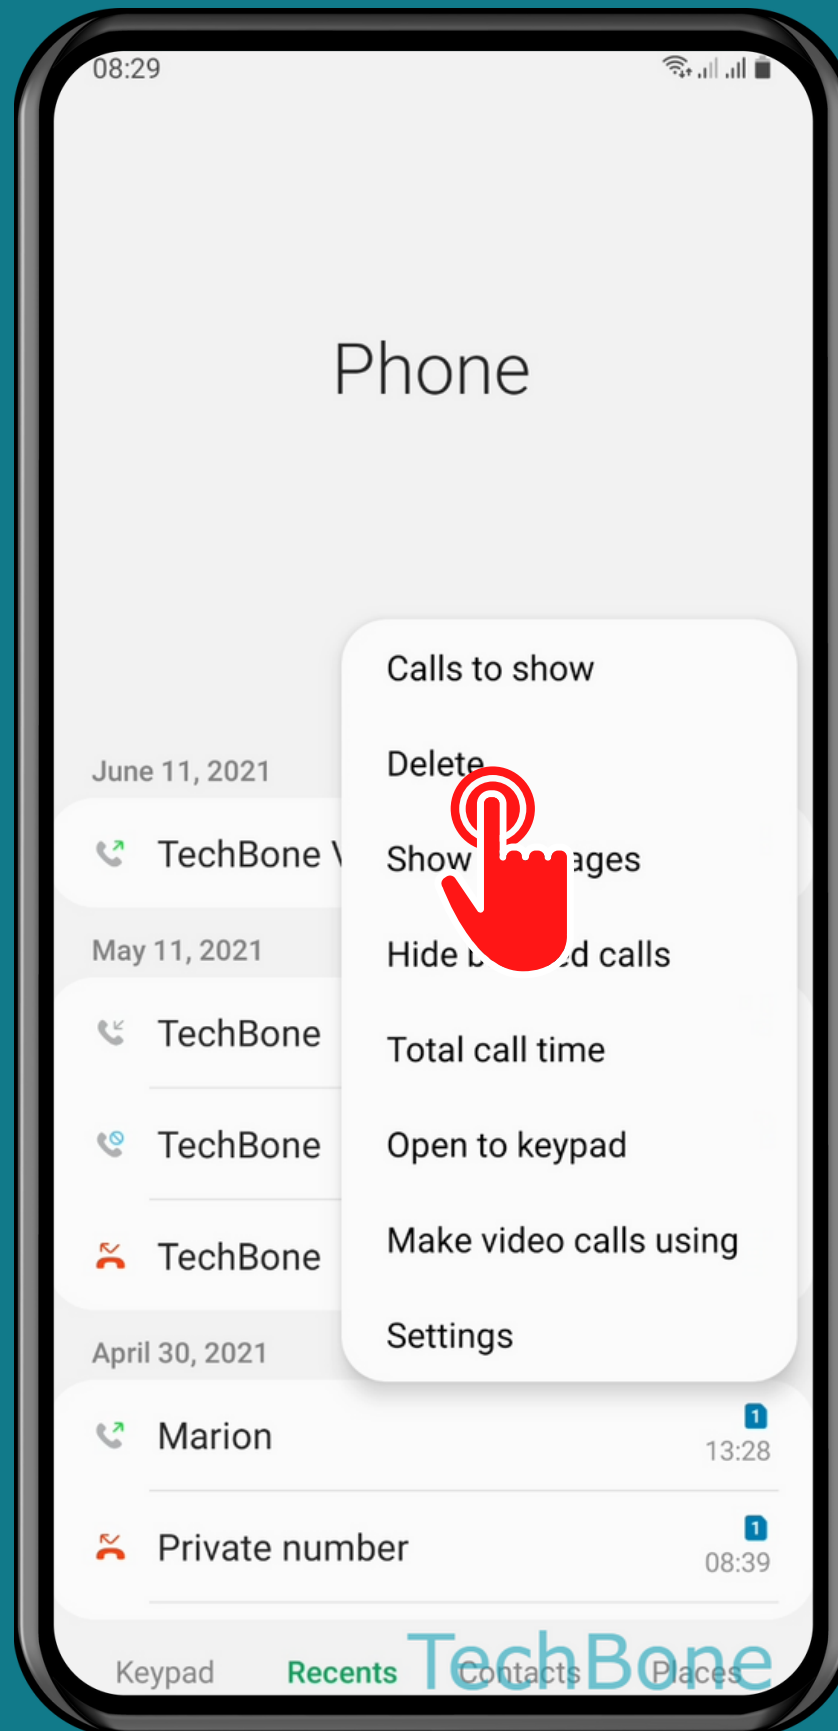 08:29
Phone
Calls to show
Delete
Show ages
Hide d calls
Total call time
Open to keypad
Make video calls using
Settings
June 11, 2021
TechBone
May 11, 2021
TechBone
TechBone
TechBone
April 30, 2021
Marion
1
13:28
Private number
1
08:39
Keypad
Recents
Contacts
Places
TechBone